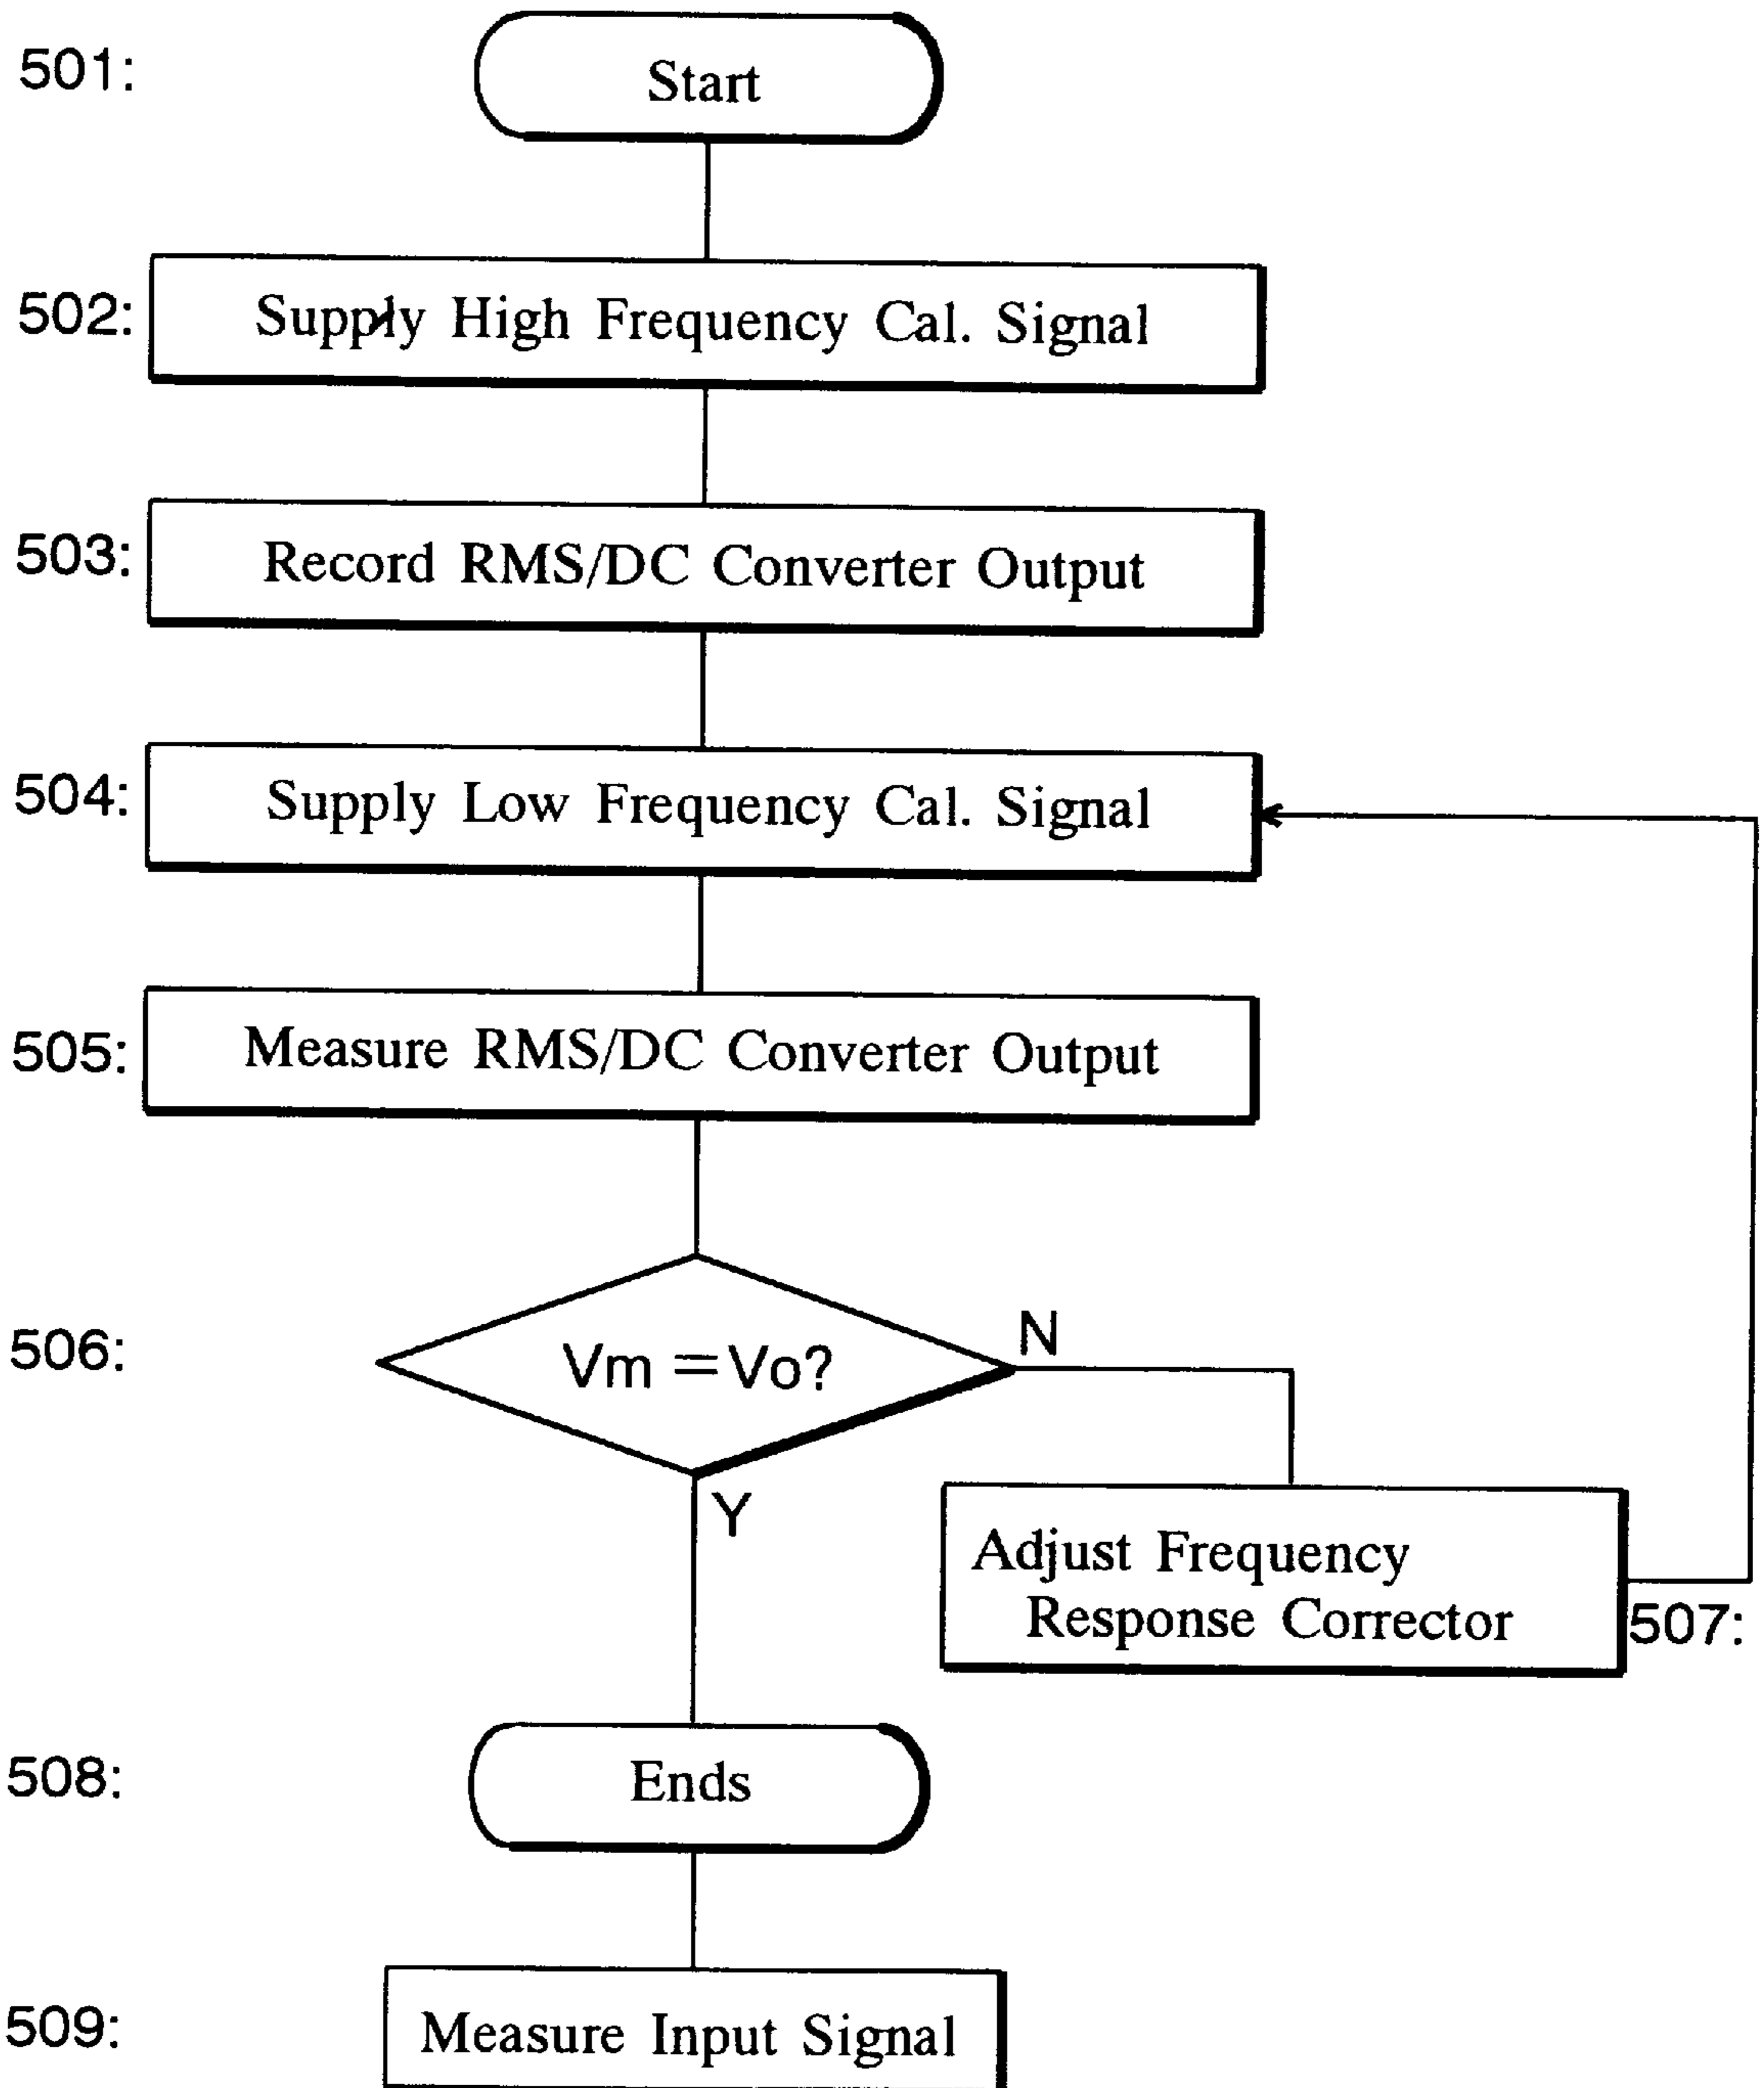 501:
Start
502:
Supply High Frequency Cal. Signal
503:
Record RMS/DC Converter Output
504:
Supply Low Frequency Cal. Signal
505:
Measure RMS/DC Converter Output
506:
Vm = Vo?
N
Y
Adjust Frequency
Response Corrector
507:
508:
Ends
509:
Measure Input Signal